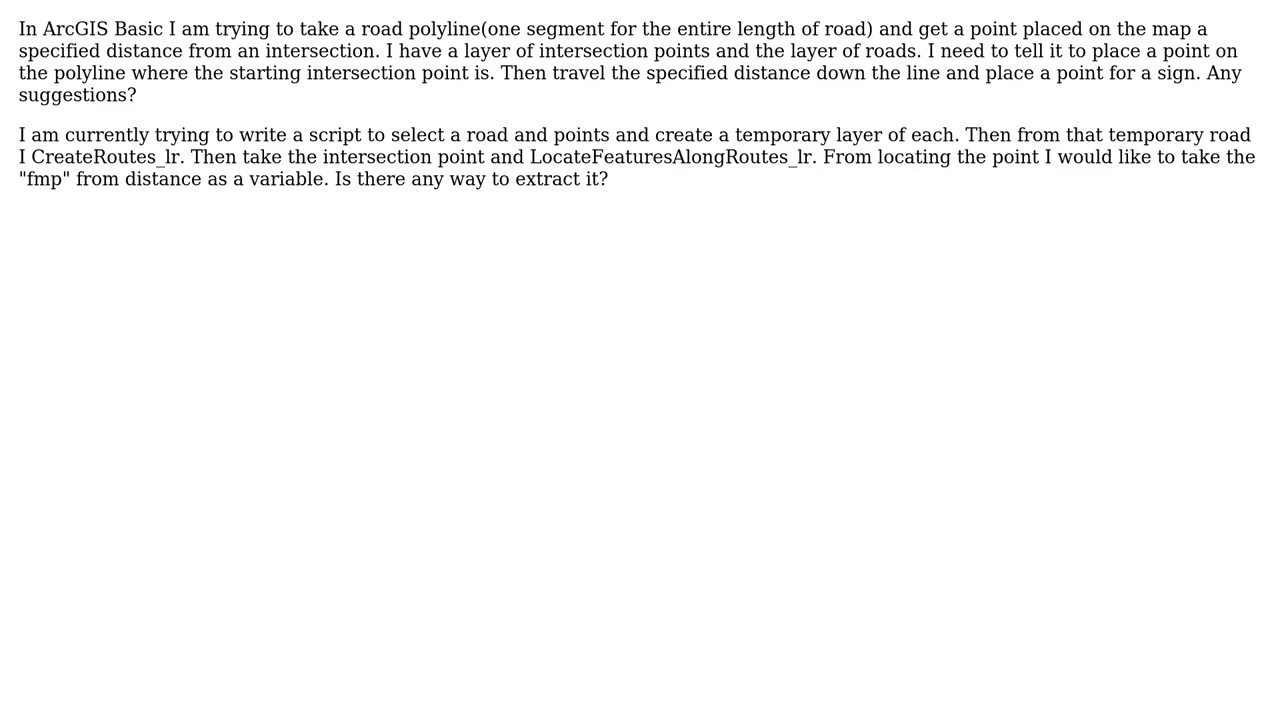 In ArcGIS Basic I am trying to take a road polyline(one segment for the entire length of road) and get a point placed on the map a
specified distance from an intersection. I have a layer of intersection points and the layer of roads. I need to tell it to place a point on
the polyline where the starting intersection point is. Then travel the specified distance down the line and place a point for a sign. Any
suggestions?
I am currently trying to write a script to select a road and points and create a temporary layer of each. Then from that temporary road
I CreateRoutes_lr. Then take the intersection point and LocateFeaturesAlongRoutes_lr. From locating the point I would like to take the
"fmp" from distance as a variable. Is there any way to extract it?